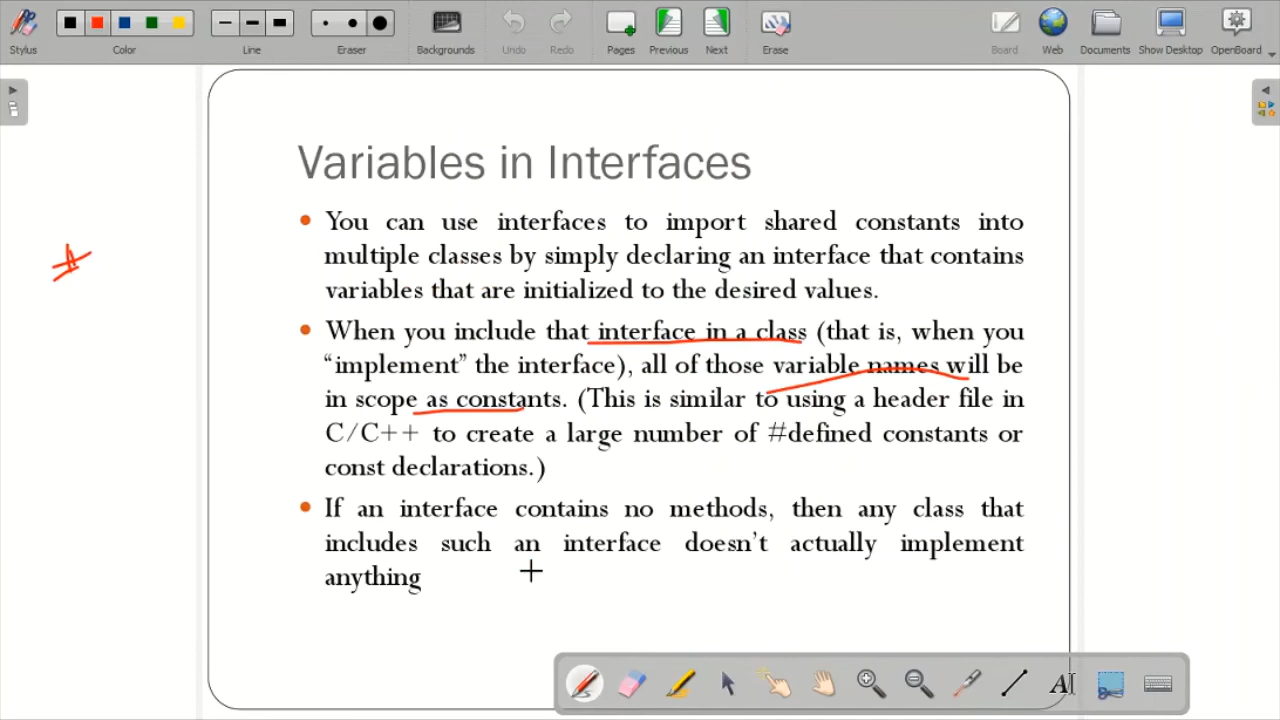 Stylus
Color
Line
Eraser
Backgrounds
Undo
Redo
Pages
Previous
Next
Erase
Board
Web
Documents
Show Desktop
OpenBoard
Variables in Interfaces
You can use interfaces to import shared constants into
multiple classes by simply declaring an interface that contains
variables that are initialized to the desired values.
When you include that interface in a class (that is, when you
“implement” the interface), all of those variable names will be
in scope as constants. (This is similar to using a header file in
C/C++ to create a large number of #defined constants or
const declarations.)
If an interface contains no methods, then any class that
includes such an interface doesn’t actually implement
anything